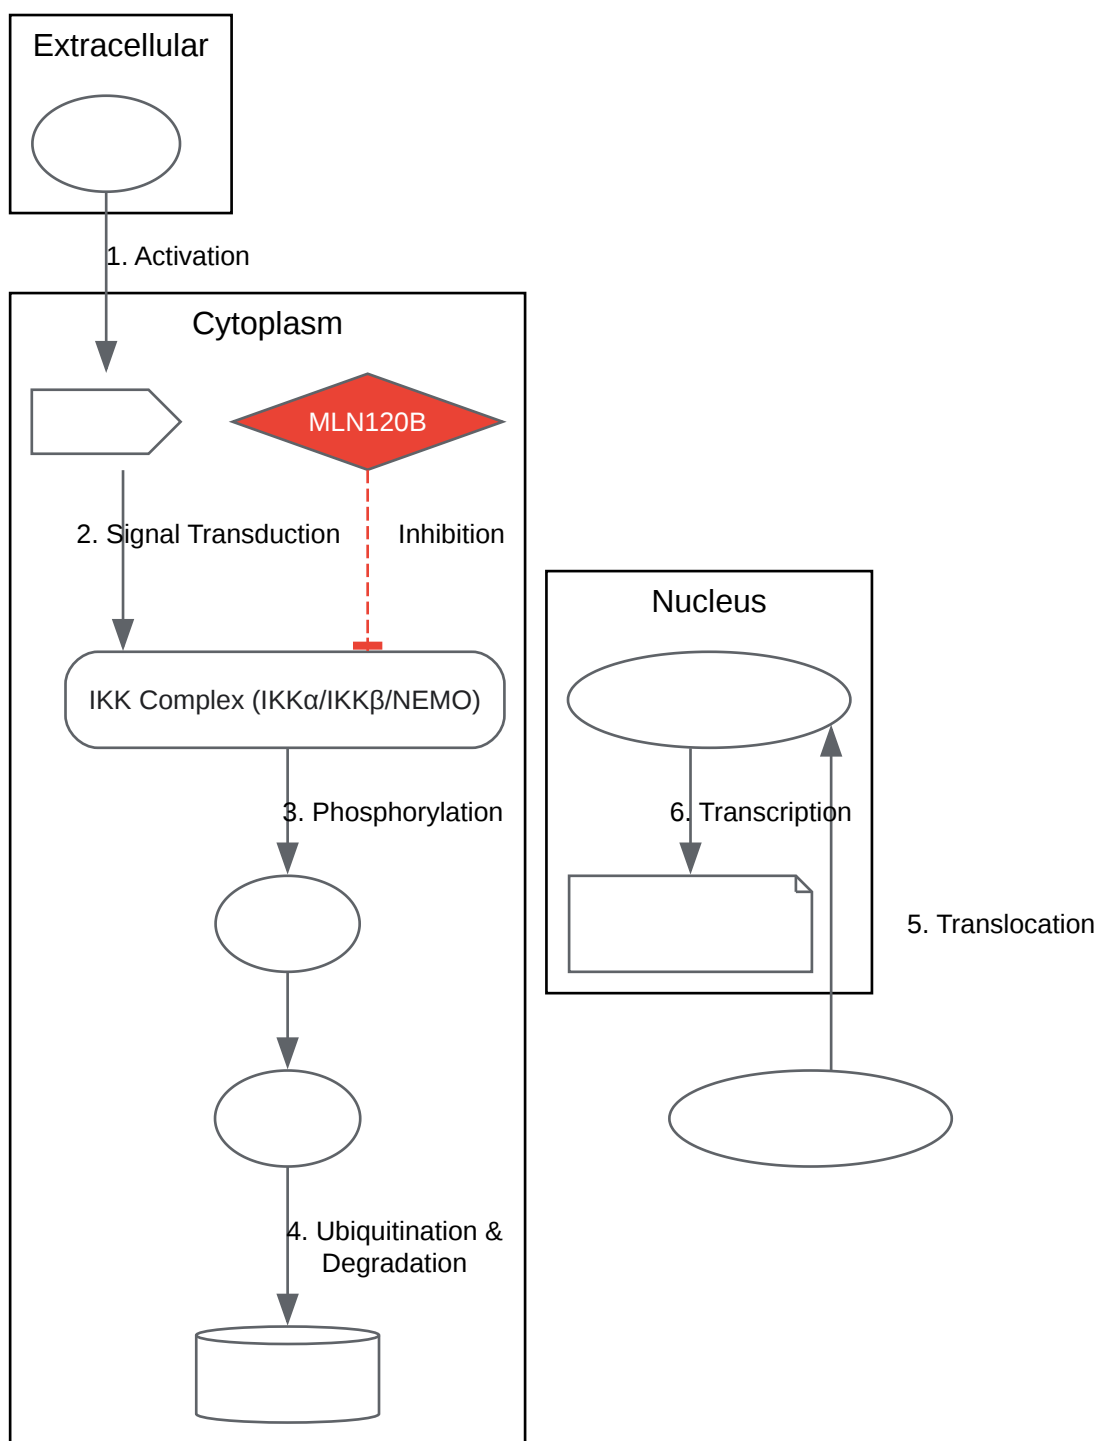 Extracellular
1. Activation
Cytoplasm
MLN120B
2. Signal Transduction
Inhibition
IKK Complex (IKKα/IKKβ/NEMO)
3. Phosphorylation
4. Ubiquitination &
Degradation
Nucleus
6. Transcription
5. Translocation